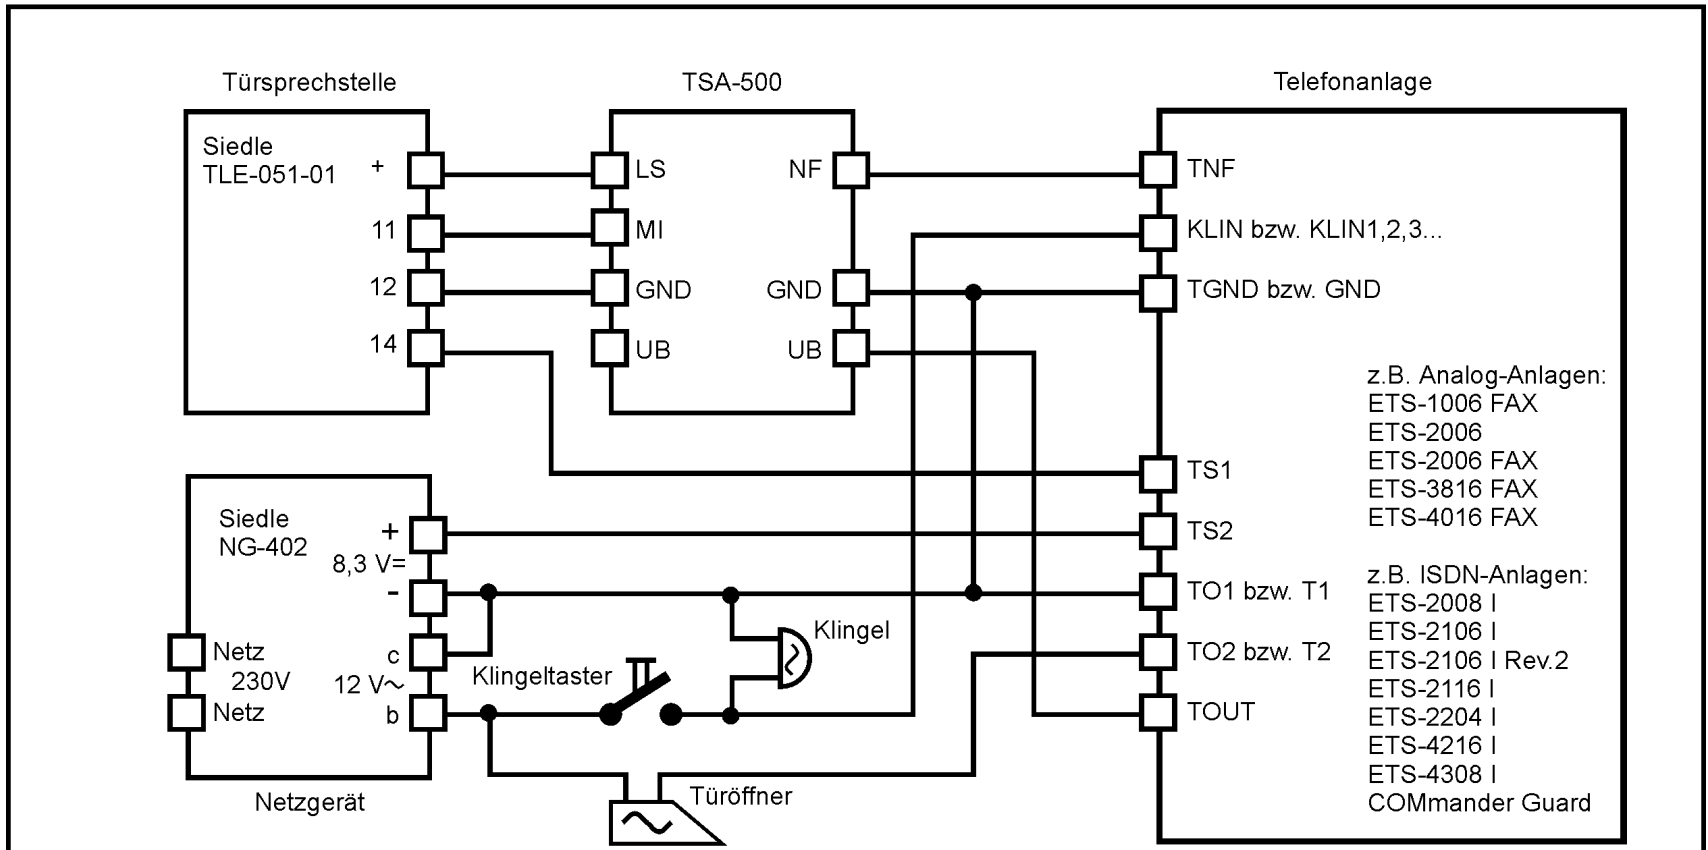 Türsprechstelle
TSA-500
Telefonanlage
Siedle
TLE-051-01
+
11
12
14
LS
MI
GND
UB
NF
GND
UB
TNF
KLIN bzw. KLIN1,2,3...
TGND bzw. GND
TS1
TS2
TO1 bzw. T1
TO2 bzw. T2
TOUT
z.B. Analog-Anlagen:
ETS-1006 FAX
ETS-2006
ETS-2006 FAX
ETS-3816 FAX
ETS-4016 FAX
z.B. ISDN-Anlagen:
ETS-2008 I
ETS-2106 I
ETS-2106 I Rev.2
ETS-2116 I
ETS-2204 I
ETS-4216 I
ETS-4308 I
COMmander Guard
Siedle
NG-402
+
8,3 V=
-
c
12 V~
b
Netz
230V
Netz
Netzgerät
Klingeltaster
Klingel
Türöffner